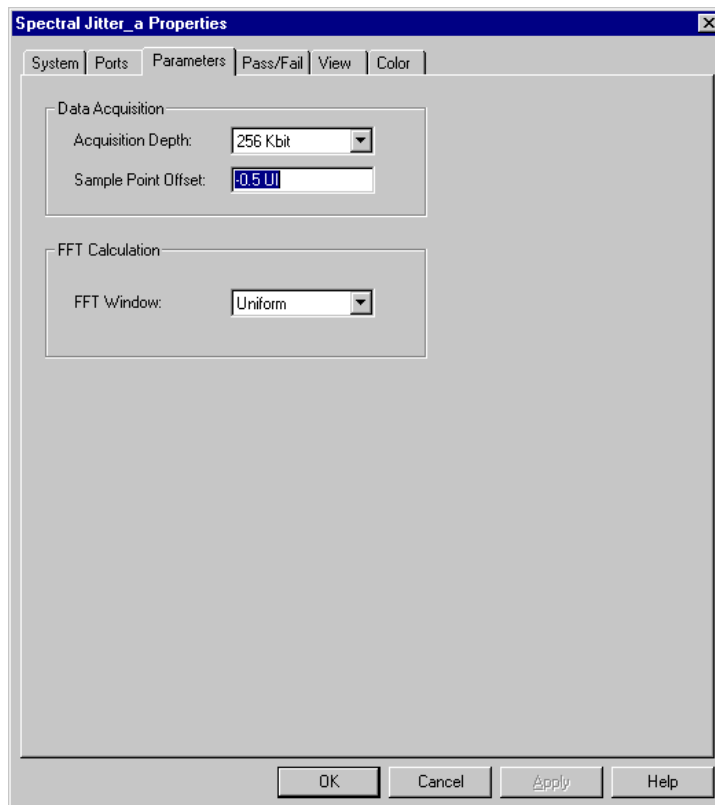 Spectral Jitter_a Properties
System Ports Parameters Pass/Fail View Color
Data Acquisition
Acquisition Depth: 256 Kbit
Sample Point Offset: -0.5 UI
FFT Calculation
FFT Window: Uniform
OK Cancel Apply Help